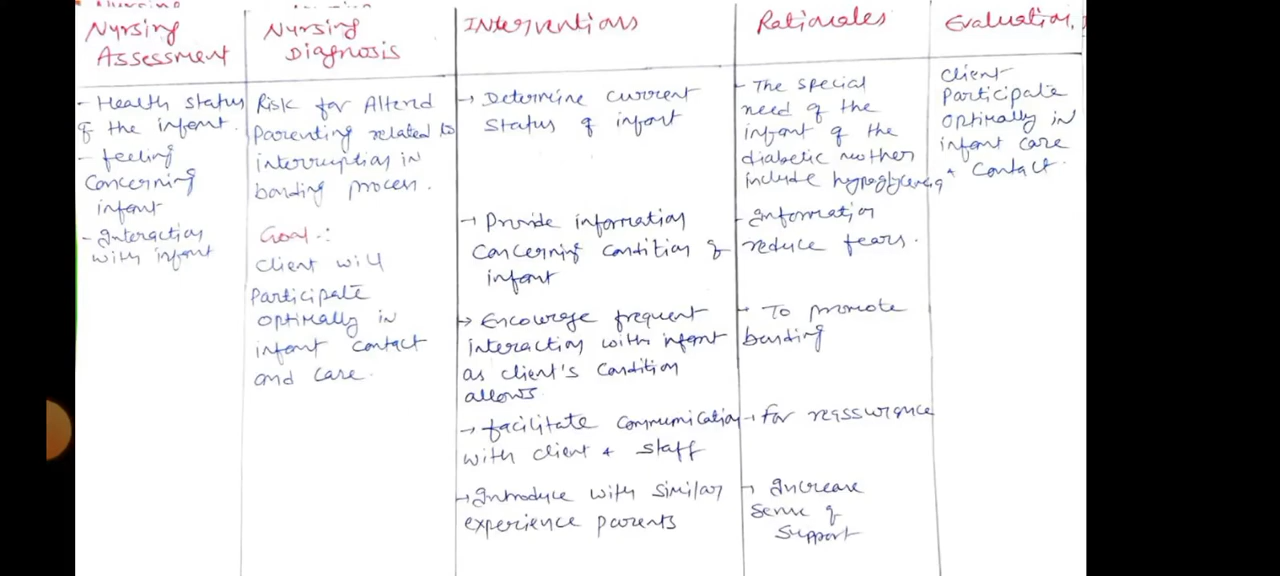 Nursing
Assessment
- Health status
of the infant.
- feeling
concerning
infant
- Interaction
with infant
Nursing
Diagnosis
Risk for Altered
Parenting related to
interruption in
bonding process.
Goal-:
client will
Participate
optimally in
infant contact
and care.
Interventions
→ Determine current
status of infant
→ Provide information
concerning condition of
infant
→ Encourage frequent
interaction with infant
as client's condition
allows
→ facilitate communication
with client + staff
→ Introduce with similar
experience parents
Rationales
- The special
need of the
infant of the
diabetic mother
include hypoglycemia
- Information
reduce fears.
- To promote
bonding
→ for reassurance
→ Increase
sense of
support
Evaluation
client
Participate
optimally in
infant care
+ contact.